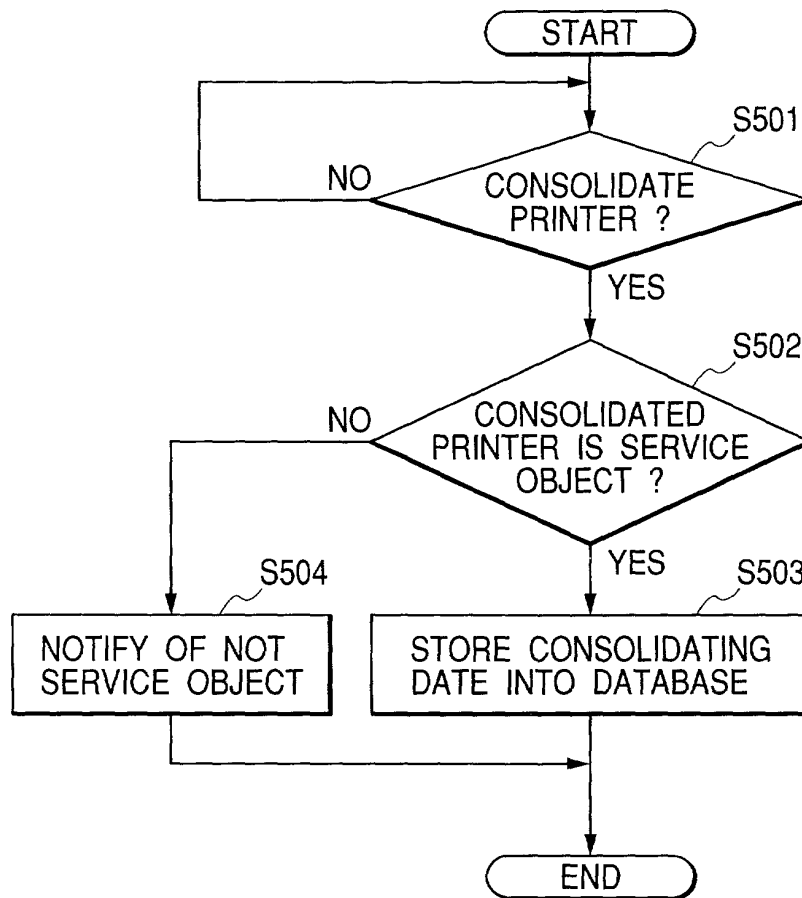 START
S501
NO
CONSOLIDATE
PRINTER ?
YES
S502
NO
CONSOLIDATED
PRINTER IS SERVICE
OBJECT ?
YES
S504
S503
NOTIFY OF NOT
SERVICE OBJECT
STORE CONSOLIDATING
DATE INTO DATABASE
END